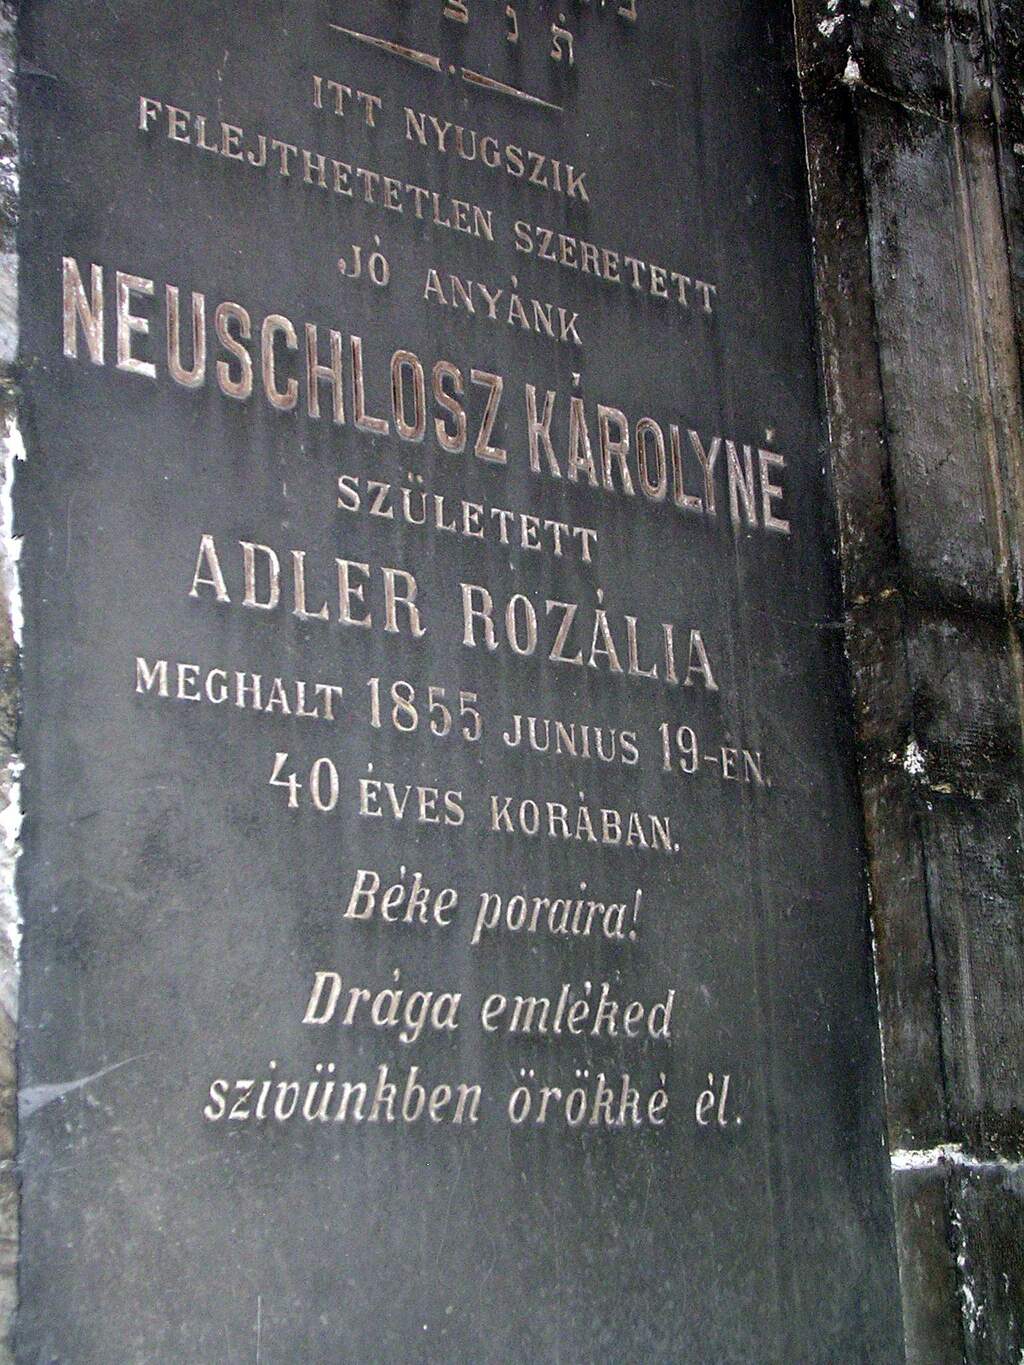 ת נ צ
ITT NYUGSZIK
FELEJTHETETLEN SZERETETT
JÓ ANYÁNK
NEUSCHLOSZ KÁROLYNÉ
SZÜLETETT
ADLER ROZÁLIA
MEGHALT 1855 JUNIUS 19-ÉN.
40 ÉVES KORÁBAN.
Béke poraira!
Drága emléked
szivünkben örökké él.